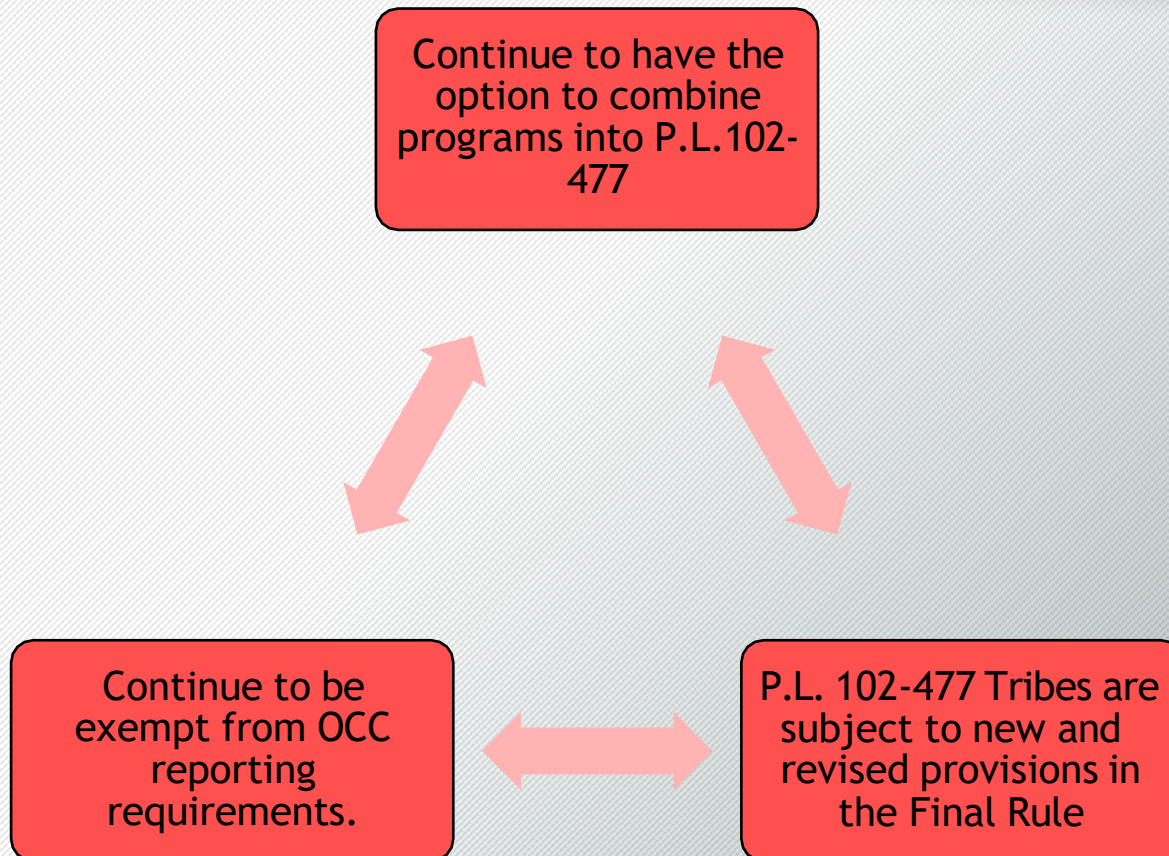 Continue to have the
option to combine
programs into P.L.102-
477
Continue to be
exempt from OCC
reporting
requirements.
P.L. 102-477 Tribes are
subject to new and
revised provisions in
the Final Rule